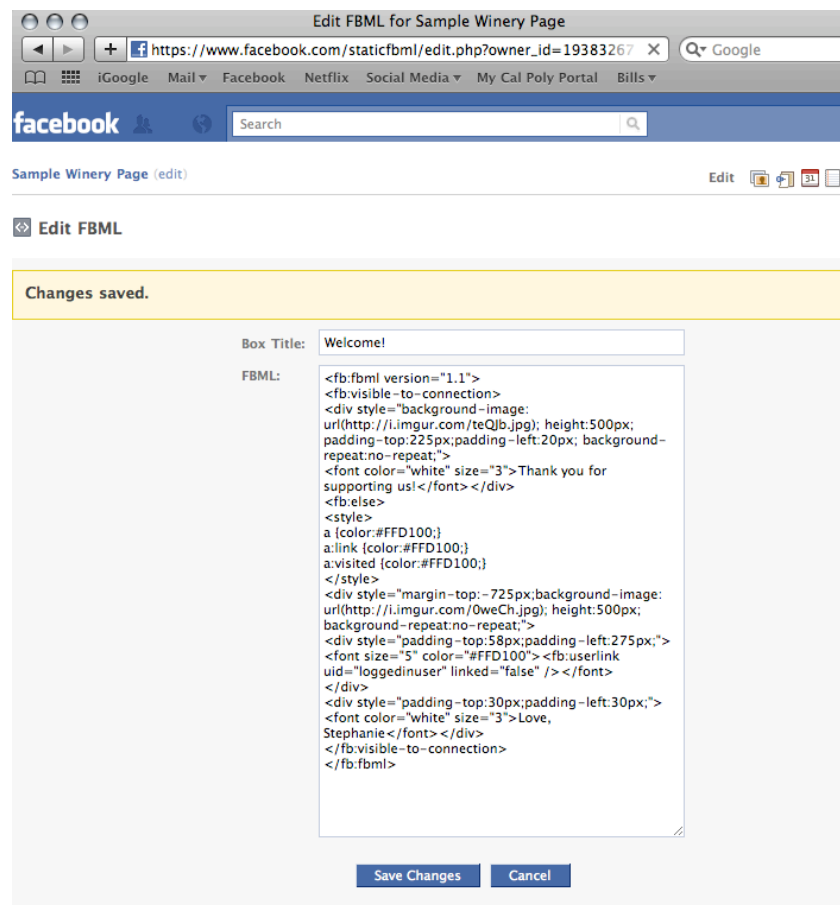 Edit FBML for Sample Winery Page
https://www.facebook.com/staticfbml/edit.php?owner_id=19383267 Google
iGoogle Mail Facebook Netflix Social Media My Cal Poly Portal Bills
facebook Search
Sample Winery Page (edit) Edit 31
Edit FBML
Changes saved.
Box Title: Welcome!
FBML: <fb:fbml version="1.1">
<fb:visible-to-connection>
<div style="background-image:
url(http://i.imgur.com/teQJb.jpg); height:500px;
padding-top:225px;padding-left:20px; background-
repeat:no-repeat;">
<font color="white" size="3">Thank you for
supporting us!</font></div>
<fb:else>
<style>
a {color:#FFD100;}
a:link {color:#FFD100;}
a:visited {color:#FFD100;}
</style>
<div style="margin-top:-725px;background-image:
url(http://i.imgur.com/0weCh.jpg); height:500px;
background-repeat:no-repeat;">
<div style="padding-top:58px;padding-left:275px;">
<font size="5" color="#FFD100"><fb:userlink
uid="loggedinuser" linked="false" /></font>
</div>
<div style="padding-top:30px;padding-left:30px;">
<font color="white" size="3">Love,
Stephanie</font></div>
</fb:visible-to-connection>
</fb:fbml>
Save Changes Cancel